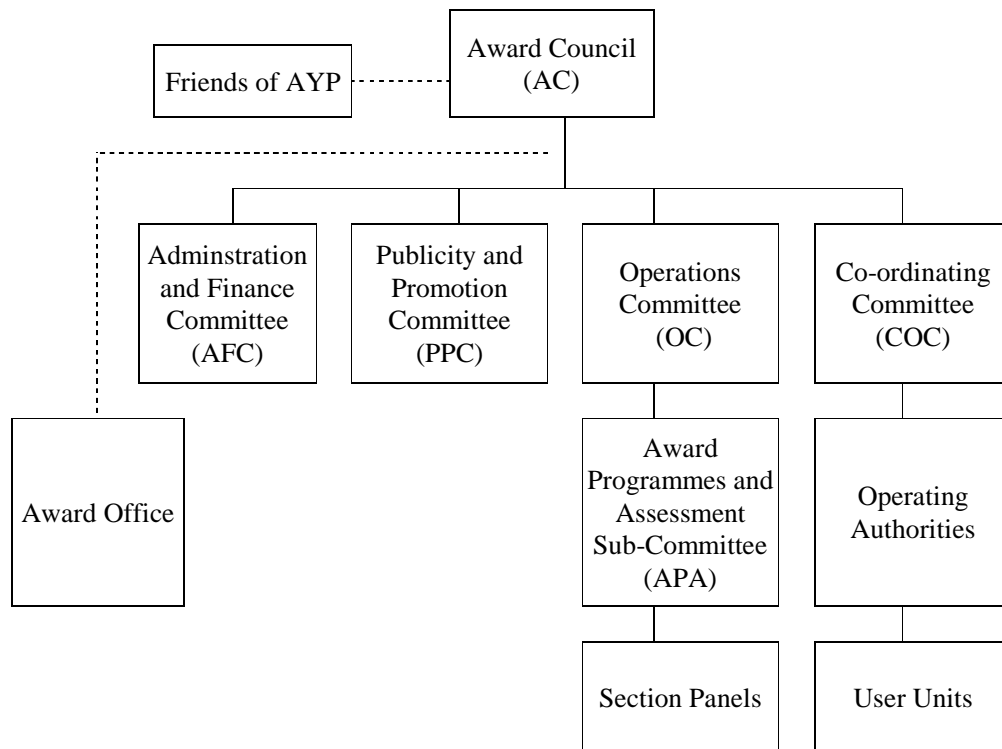 Award Council
(AC)
Friends of AYP
Adminstration
and Finance
Committee
(AFC)
Publicity and
Promotion
Committee
(PPC)
Operations
Committee
(OC)
Co-ordinating
Committee
(COC)
Award Office
Award
Programmes and
Assessment
Sub-Committee
(APA)
Operating
Authorities
Section Panels
User Units